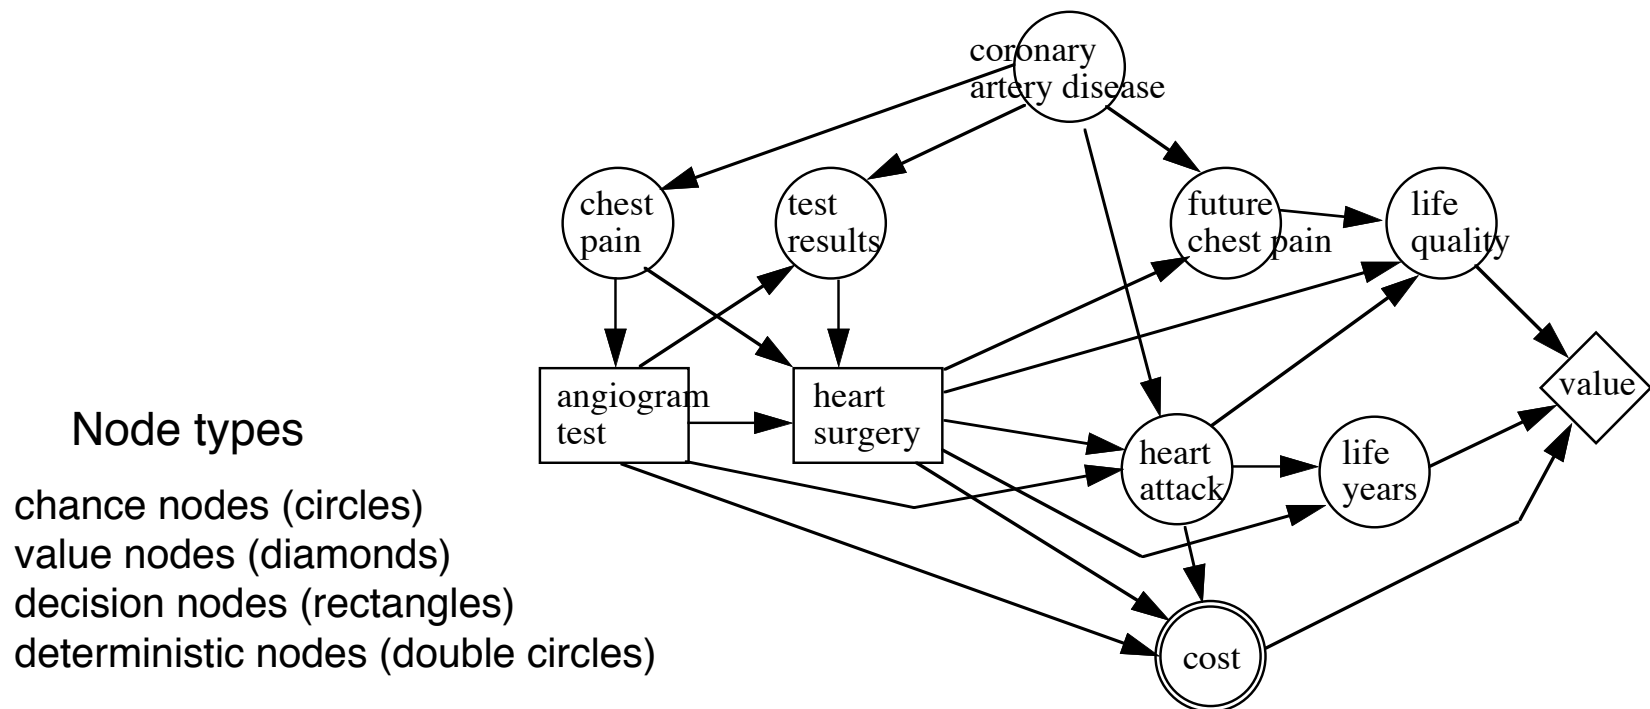 coronary
artery disease
chest
pain
test
results
future
chest pain
life
quality
angiogram
test
heart
surgery
value
heart
attack
life
years
cost
Node types
chance nodes (circles)
value nodes (diamonds)
decision nodes (rectangles)
deterministic nodes (double circles)